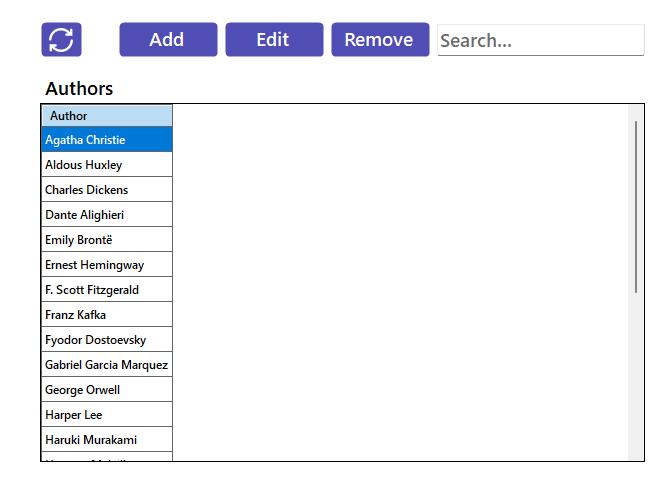 Add Edit Remove Search...
Authors
Author
Agatha Christie
Aldous Huxley
Charles Dickens
Dante Alighieri
Emily Brontë
Ernest Hemingway
F. Scott Fitzgerald
Franz Kafka
Fyodor Dostoevsky
Gabriel Garcia Marquez
George Orwell
Harper Lee
Haruki Murakami